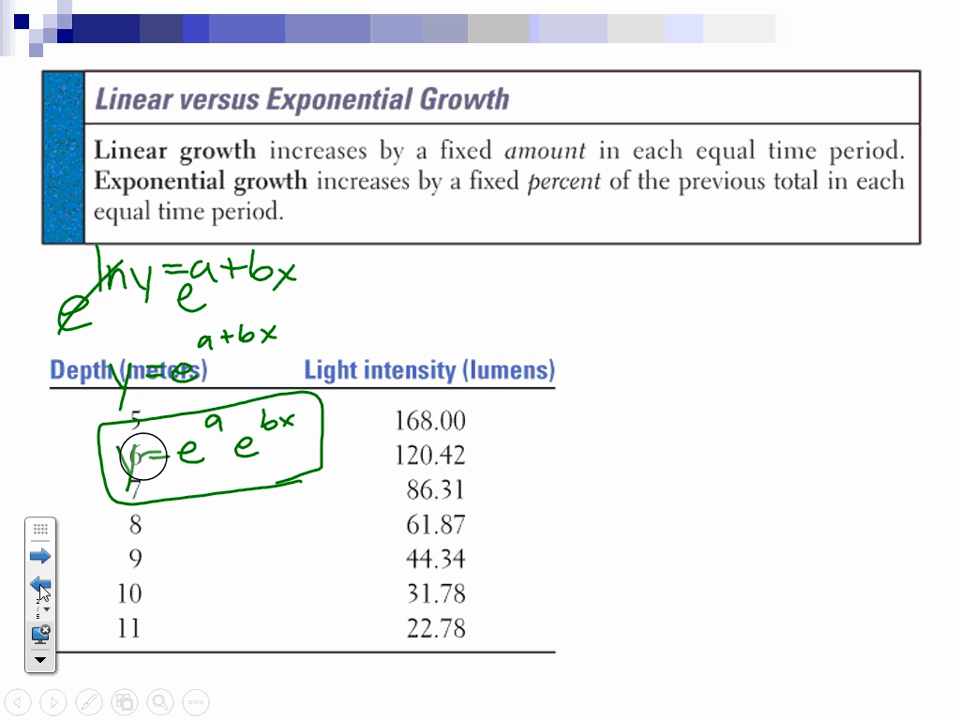 Linear versus Exponential Growth
Linear growth increases by a fixed amount in each equal time period.
Exponential growth increases by a fixed percent of the previous total in each
equal time period.
e^lny = e^a+bx
y = e^a+bx
y = e^a e^bx
Depth (meters) Light intensity (lumens)
5 168.00
6 120.42
7 86.31
8 61.87
9 44.34
10 31.78
11 22.78